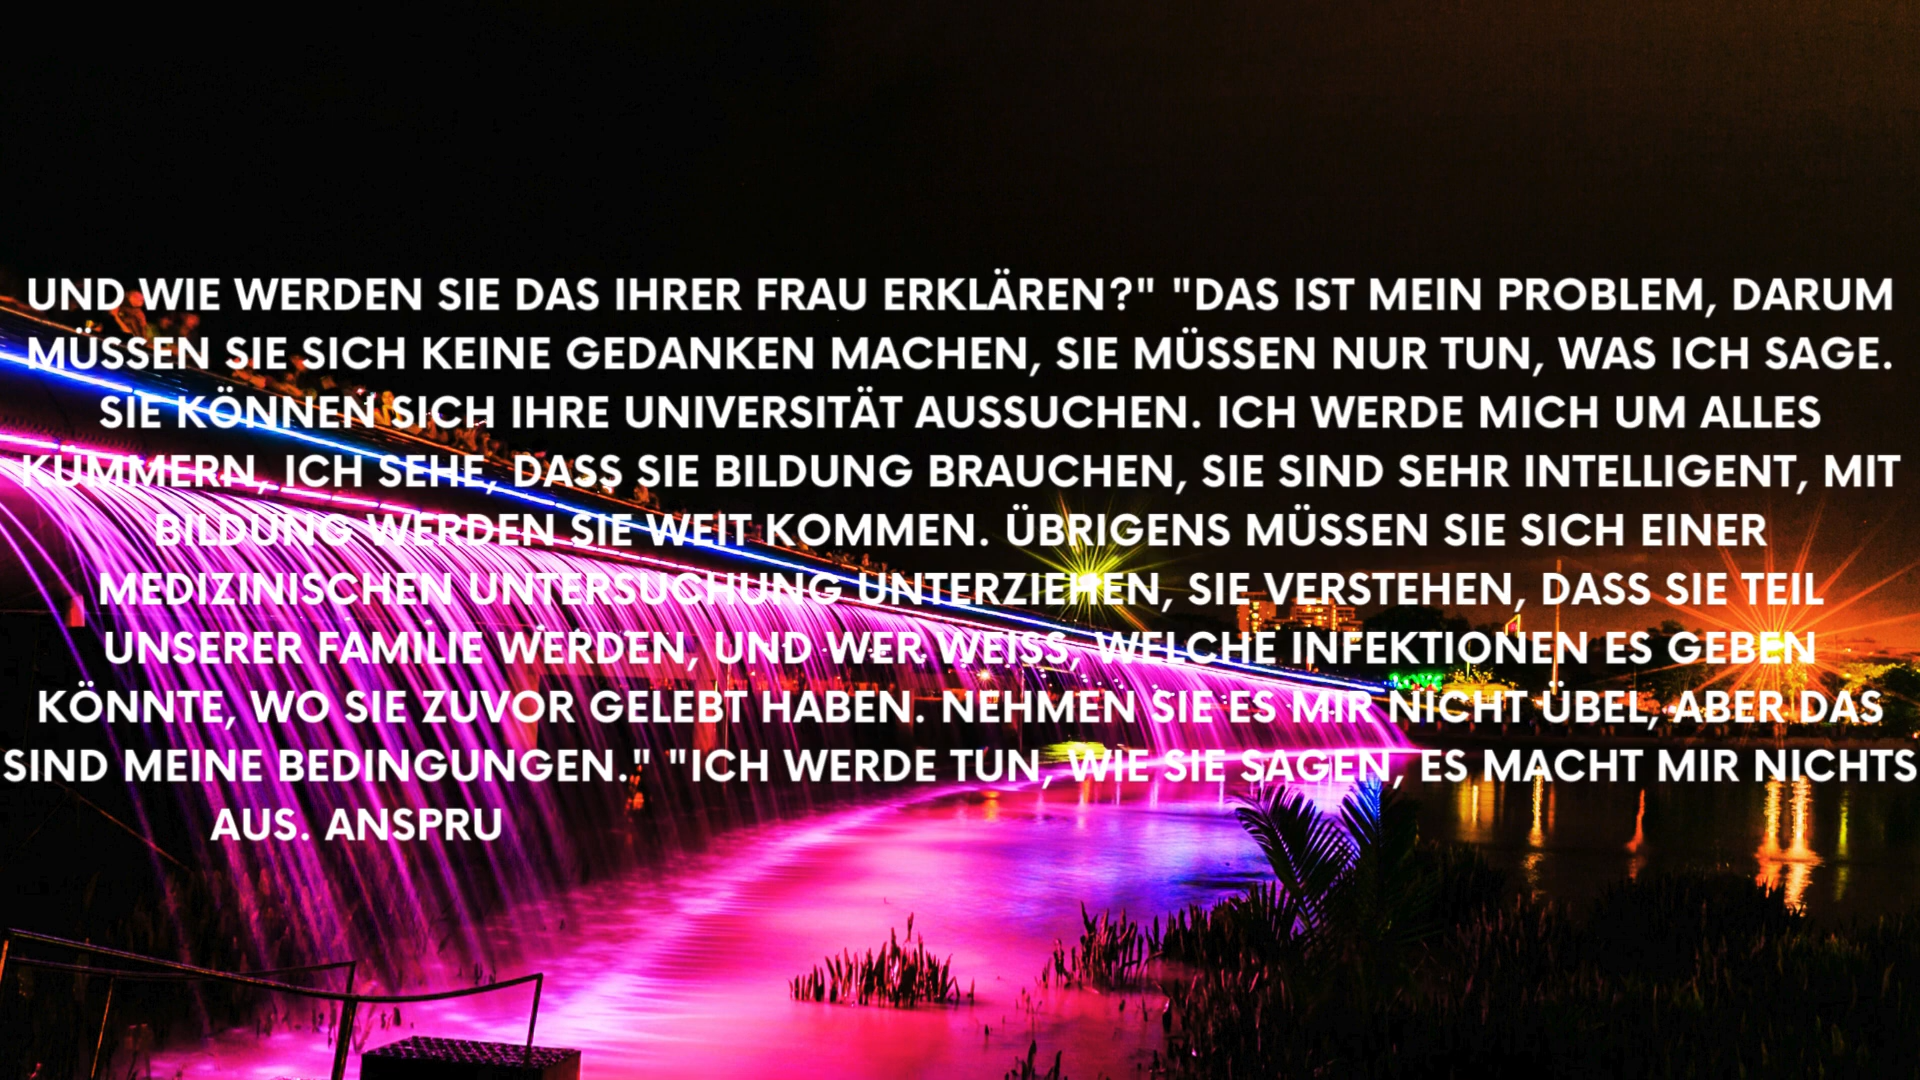 UND WIE WERDEN SIE DAS IHRER FRAU ERKLÄREN?" "DAS IST MEIN PROBLEM, DARUM
MÜSSEN SIE SICH KEINE GEDANKEN MACHEN, SIE MÜSSEN NUR TUN, WAS ICH SAGE.
SIE KÖNNEN SICH IHRE UNIVERSITÄT AUSSUCHEN. ICH WERDE MICH UM ALLES
KÜMMERN, ICH SEHE, DASS SIE BILDUNG BRAUCHEN, SIE SIND SEHR INTELLIGENT, MIT
BILDUNG WERDEN SIE WEIT KOMMEN. ÜBRIGENS MÜSSEN SIE SICH EINER
MEDIZINISCHEN UNTERSUCHUNG UNTERZIEHEN, SIE VERSTEHEN, DASS SIE TEIL
UNSERER FAMILIE WERDEN, UND WER WEISS, WELCHE INFEKTIONEN ES GEBEN
KÖNNTE, WO SIE ZUVOR GELEBT HABEN. NEHMEN SIE ES MIR NICHT ÜBEL, ABER DAS
SIND MEINE BEDINGUNGEN." "ICH WERDE TUN, WIE SIE SAGEN, ES MACHT MIR NICHTS
AUS. ANSPRU